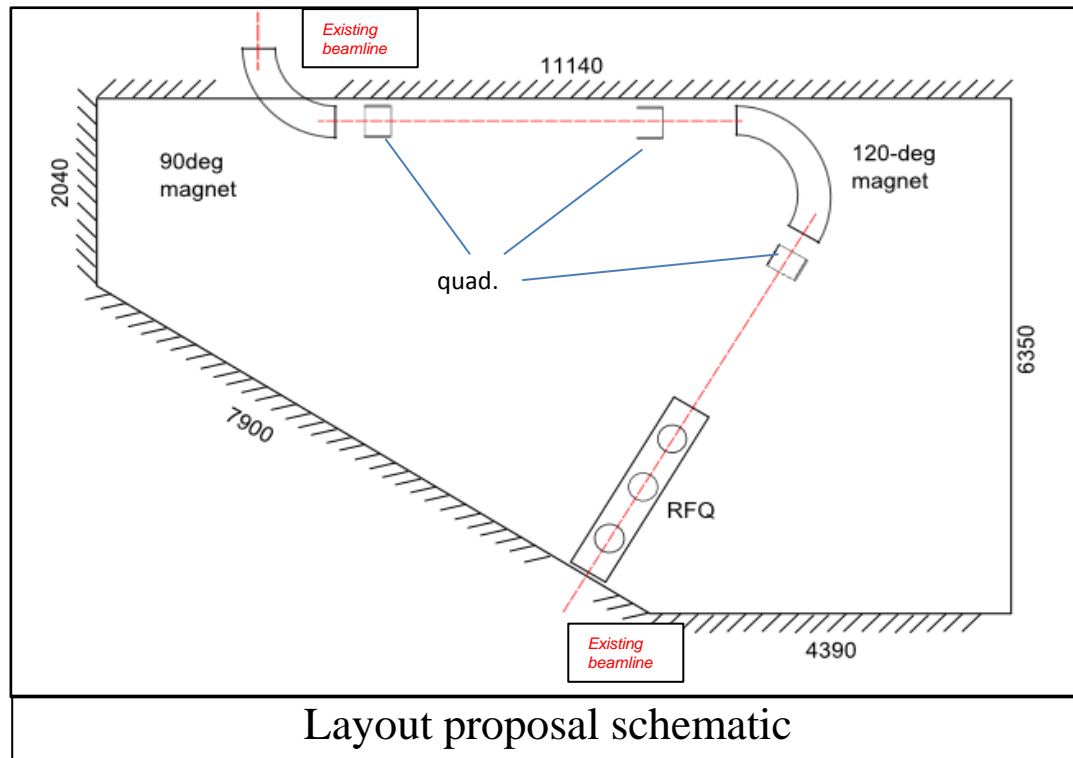 Existing
beamline
11140
90deg
magnet
120-deg
magnet
2040
quad.
6350
7900
RFQ
Existing
beamline
4390
Layout proposal schematic